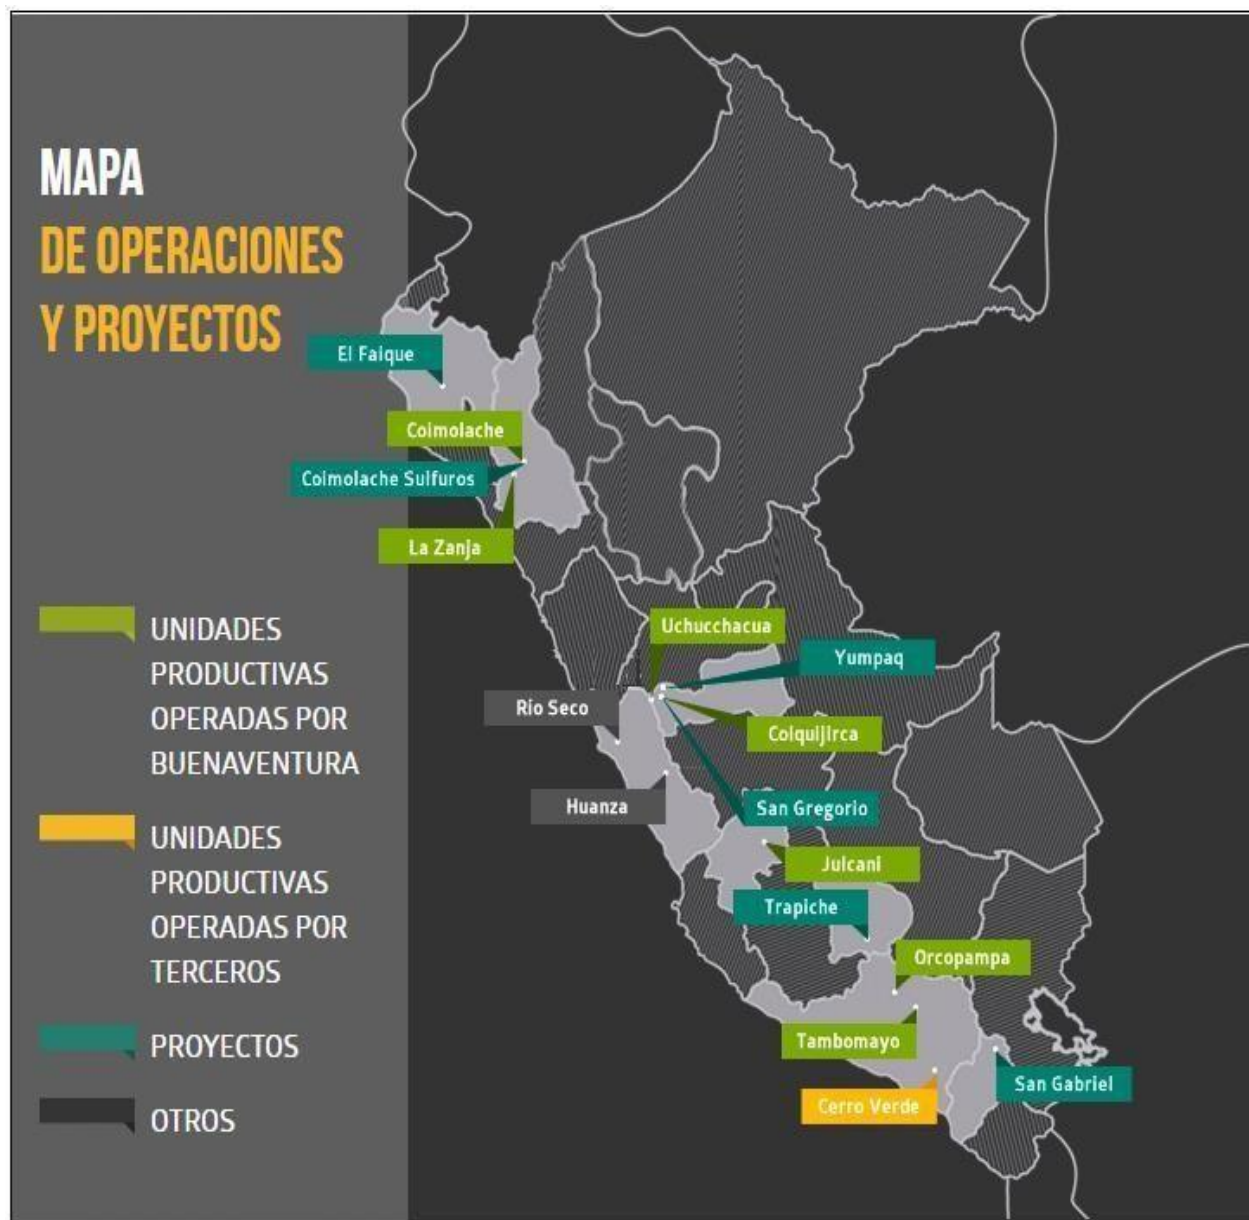 MAPA
DE OPERACIONES
Y PROYECTOS
UNIDADES
PRODUCTIVAS
OPERADAS POR
BUENAVENTURA
UNIDADES
PRODUCTIVAS
OPERADAS POR
TERCEROS
PROYECTOS
OTROS
El Faique
Coimolache
Coimolache Sulfuros
La Zanja
Uchucchacua
Yumpaq
Río Seco
Colquijirca
Huanza
San Gregorio
Julcani
Trapiche
Orcopampa
Tambomayo
San Gabriel
Cerro Verde